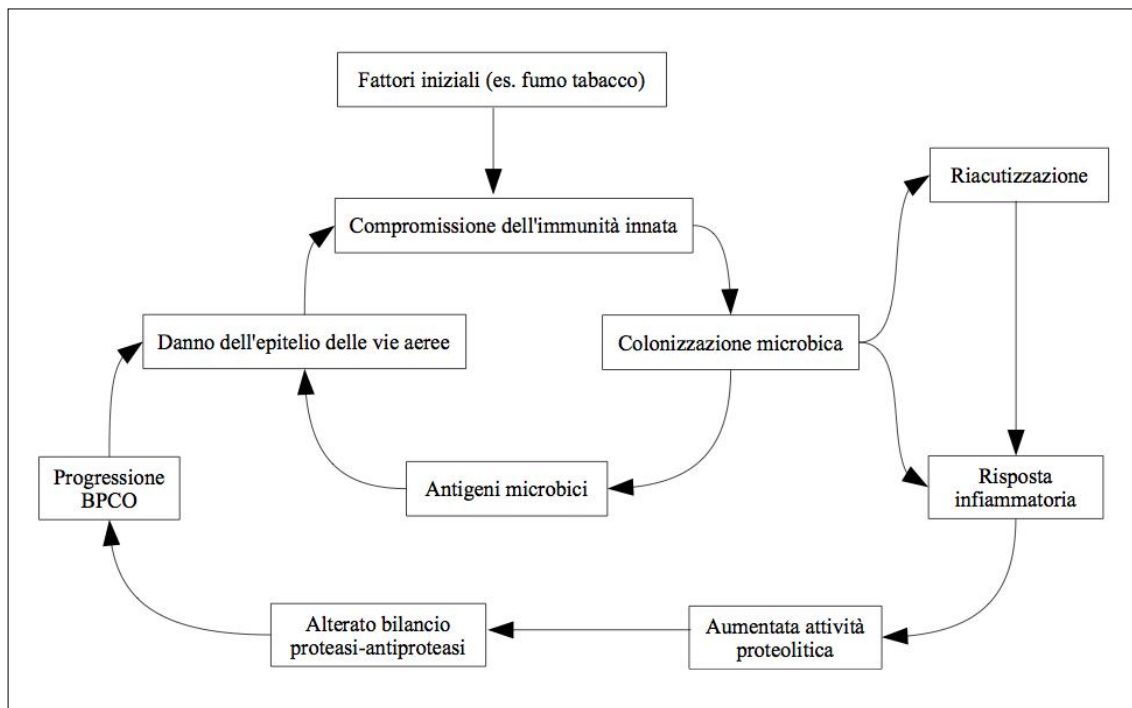 Fattori iniziali (es. fumo tabacco)
Riacutizzazione
Compromissione dell'immunità innata
Danno dell'epitelio delle vie aeree
Colonizzazione microbica
Progressione
BPCO
Antigeni microbici
Risposta
infiammatoria
Alterato bilancio
proteasi-antiproteasi
Aumentata attività
proteolitica